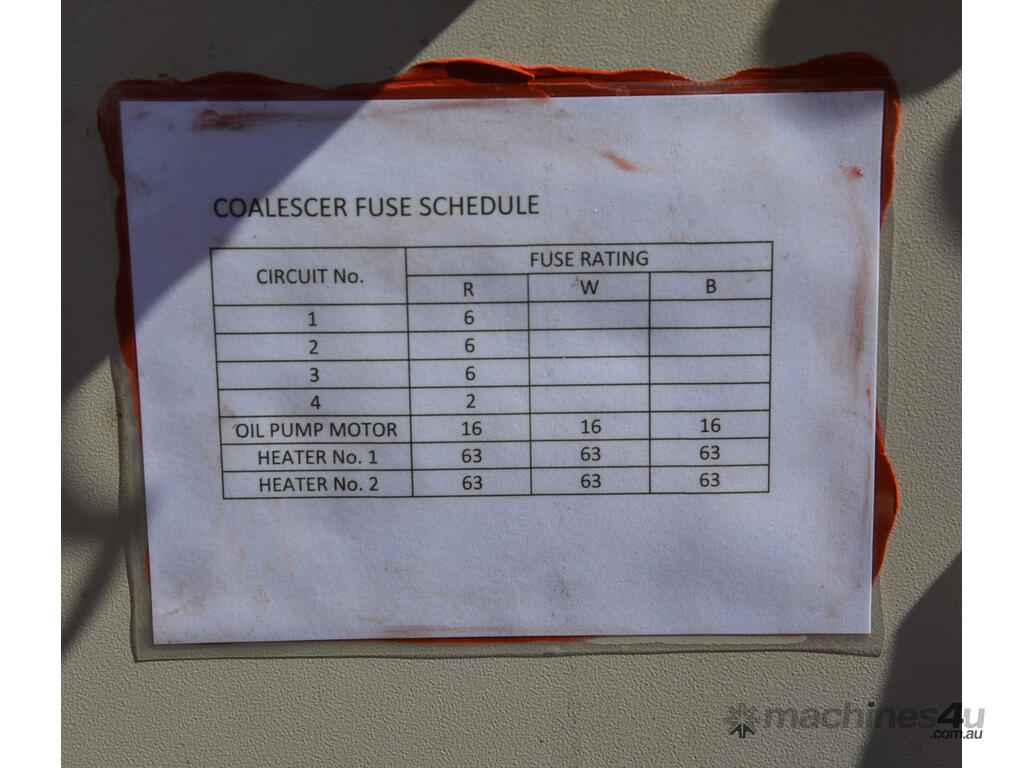 COALESCER FUSE SCHEDULE
CIRCUIT No. FUSE RATING
R W B
1 6
2 6
3 6
4 2
OIL PUMP MOTOR 16 16 16
HEATER No. 1 63 63 63
HEATER No. 2 63 63 63
machines4u
.com.au